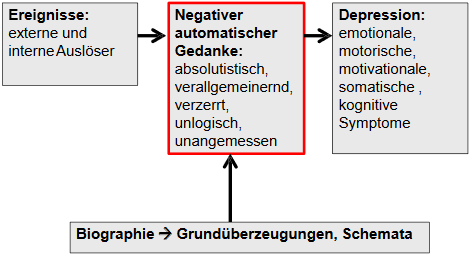 Ereignisse:
externe und
interne Auslöser
Negativer
automatischer
Gedanke:
absolutistisch,
verallgemeinernd,
verzerrt,
unlogisch,
unangemessen
Depression:
emotionale,
motorische,
motivationale,
somatische ,
kognitive
Symptome
Biographie → Grundüberzeugungen, Schemata